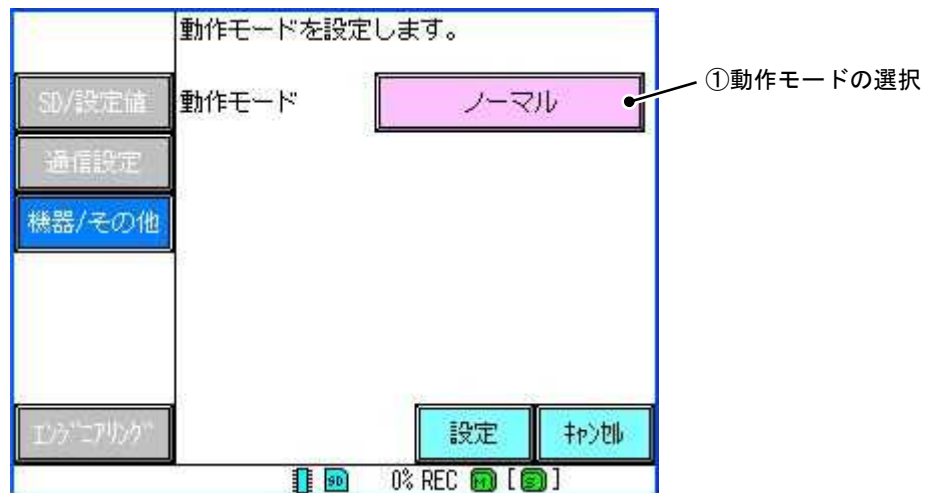 動作モードを設定します。
SD/設定値
動作モード
ノーマル
①動作モードの選択
通信設定
機器/その他
ｴﾝｼﾞﾆｱﾘﾝｸﾞ
設定
ｷｬﾝｾﾙ
SD 0% REC M [S]